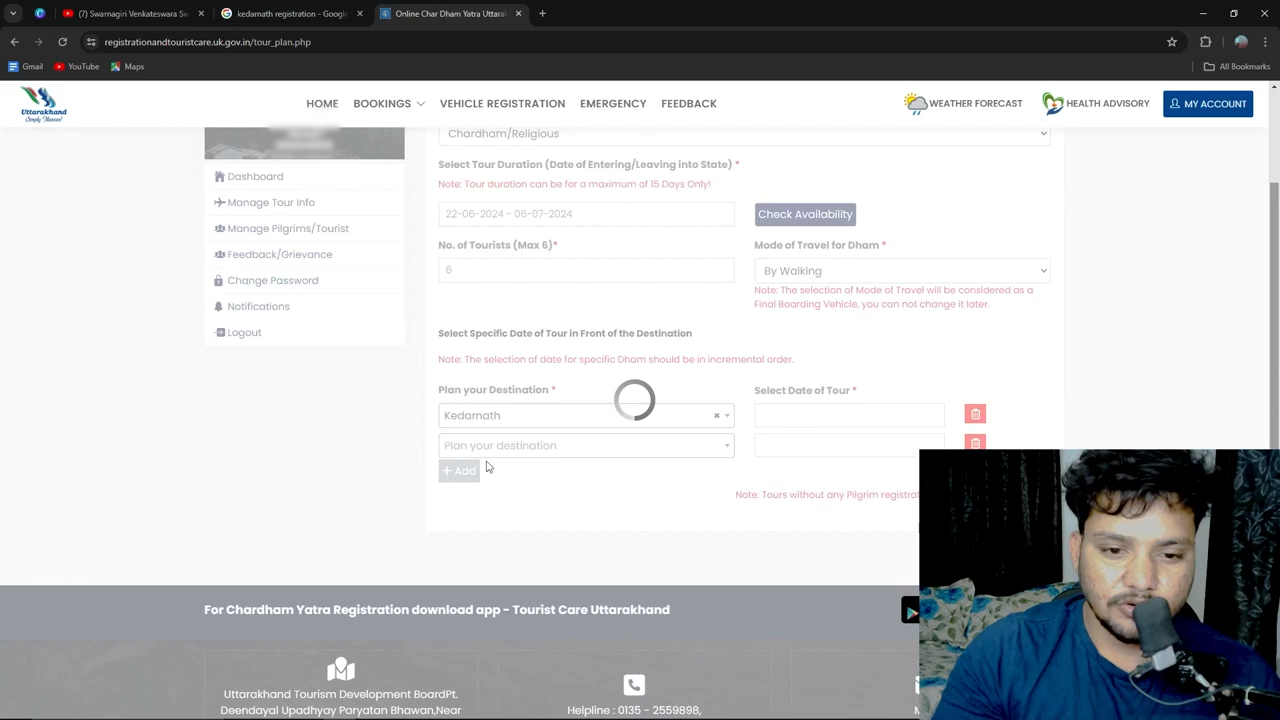 (7) Swarnagiri Venkateswara Sw
kedarnath registration - Google
Online Char Dham Yatra Uttarak
registrationandtouristcare.uk.gov.in/tour_plan.php
Gmail
YouTube
Maps
All Bookmarks
Uttarakhand
Simply Heaven!
HOME
BOOKINGS
VEHICLE REGISTRATION
EMERGENCY
FEEDBACK
WEATHER FORECAST
HEALTH ADVISORY
MY ACCOUNT
Dashboard
Manage Tour Info
Manage Pilgrims/Tourist
Feedback/Grievance
Change Password
Notifications
Logout
Chardham/Religious
Select Tour Duration (Date of Entering/Leaving into State) *
Note: Tour duration can be for a maximum of 15 Days Only!
22-06-2024 - 06-07-2024
Check Availability
No. of Tourists (Max 6)*
Mode of Travel for Dham *
6
By Walking
Note: The selection of Mode of Travel will be considered as a
Final Boarding Vehicle, you can not change it later.
Select Specific Date of Tour in Front of the Destination
Note: The selection of date for specific Dham should be in incremental order.
Plan your Destination *
Select Date of Tour *
Kedarnath ×
Plan your destination
+ Add
Note: Tours without any Pilgrim registrat
For Chardham Yatra Registration download app - Tourist Care Uttarakhand
Uttarakhand Tourism Development BoardPt.
Deendayal Upadhyay Paryatan Bhawan,Near
Helpline : 0135 - 2559898,